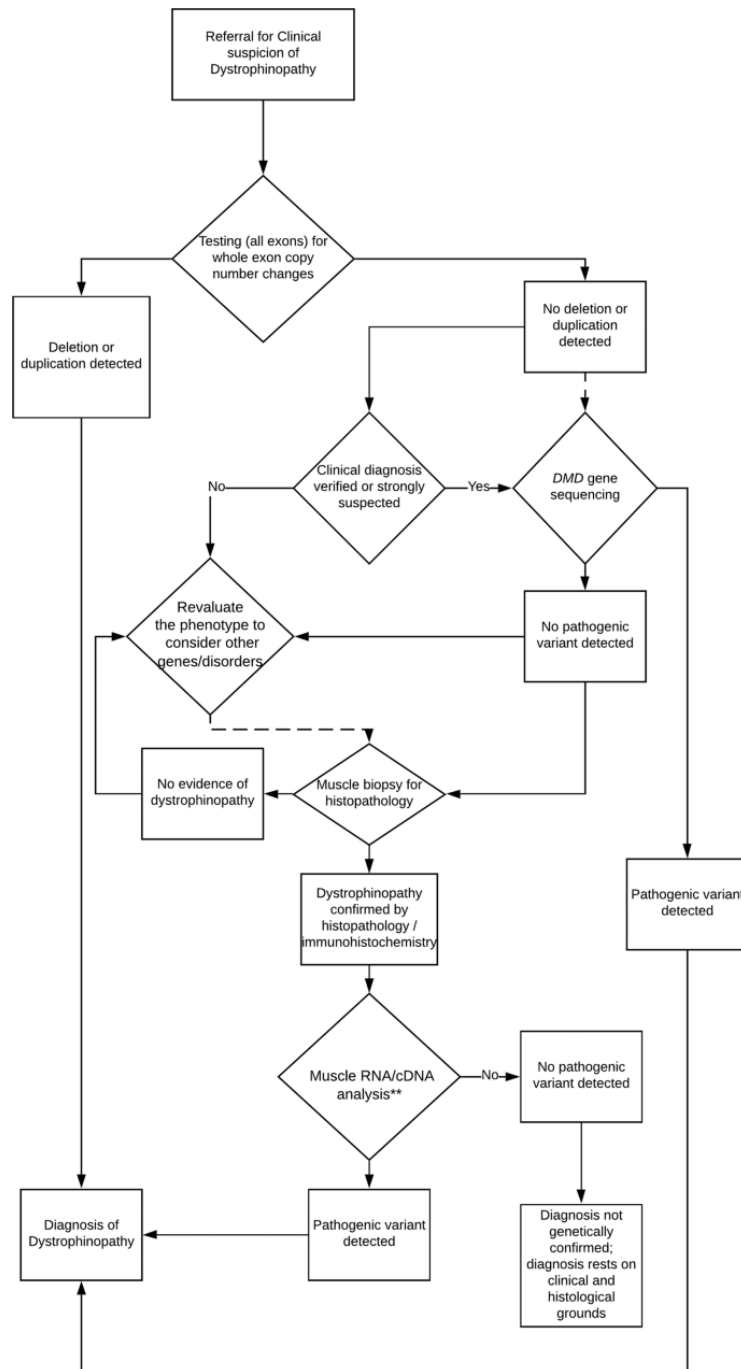 Referral for Clinical
suspicion of
Dystrophinopathy
Testing (all exons) for
whole exon copy
number changes
Deletion or
duplication detected
No deletion or
duplication
detected
Clinical diagnosis
verified or strongly
suspected
No
Yes
DMD gene
sequencing
Revaluate
the phenotype to
consider other
genes/disorders
No pathogenic
variant detected
No evidence of
dystrophinopathy
Muscle biopsy for
histopathology
Dystrophinopathy
confirmed by
histopathology /
immunohistochemistry
Pathogenic variant
detected
Muscle RNA/cDNA
analysis**
No
No pathogenic
variant detected
Diagnosis of
Dystrophinopathy
Pathogenic variant
detected
Diagnosis not
genetically
confirmed;
diagnosis rests on
clinical and
histological
grounds